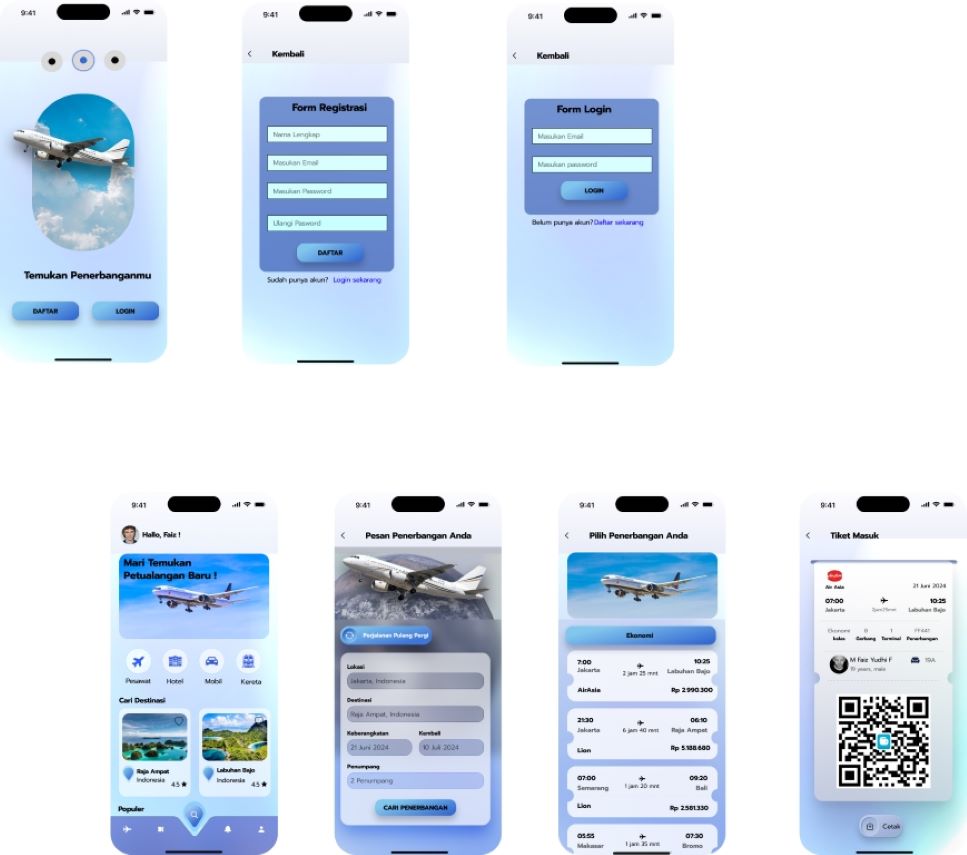 9:41
Temukan Penerbanganmu
DAFTAR
LOGIN
9:41
Kembali
Form Registrasi
Nama Lengkap
Masukan Email
Masukan Password
Ulangi Pasword
DAFTAR
Sudah punya akun? Login sekarang
9:41
Kembali
Form Login
Masukan Email
Masukan password
LOGIN
Belum punya akun? Daftar sekarang
9:41
Hallo, Faiz !
Mari Temukan
Petualangan Baru !
Pesawat Hotel Mobil Kereta
Cari Destinasi
Raja Ampat
Indonesia
4.5
Labuhan Bajo
Indonesia
4.5
Populer
9:41
Pesan Penerbangan Anda
Perjalanan Pulang Pergi
Lokasi
Jakarta, Indonesia
Destinasi
Raja Ampat, Indonesia
Keberangkatan Kembali
21 Juni 2024 10 Juli 2024
Penumpang
2 Penumpang
CARI PENERBANGAN
9:41
Pilih Penerbangan Anda
Ekonomi
7:00 10:25
Jakarta 2 jam 25 mnt Labuhan Bajo
AirAsia Rp 2.990.300
21:30 06:10
Jakarta 6 jam 40 mnt Raja Ampat
Lion Rp 5.188.680
07:00 09:20
Semarang 1 jam 20 mnt Bali
Lion Rp 2.581.330
05:55 07:30
Makasar 1 jam 35 mnt Bromo
9:41
Tiket Masuk
Air Asia 21 Juni 2024
07:00 10:25
Jakarta 2jam25mnt Labuhan Bajo
Ekonomi 1 FF441
kelas Gerbang Terminal Penerbangan
M Faiz Yudhi F 19A
19 years, male
Cetak